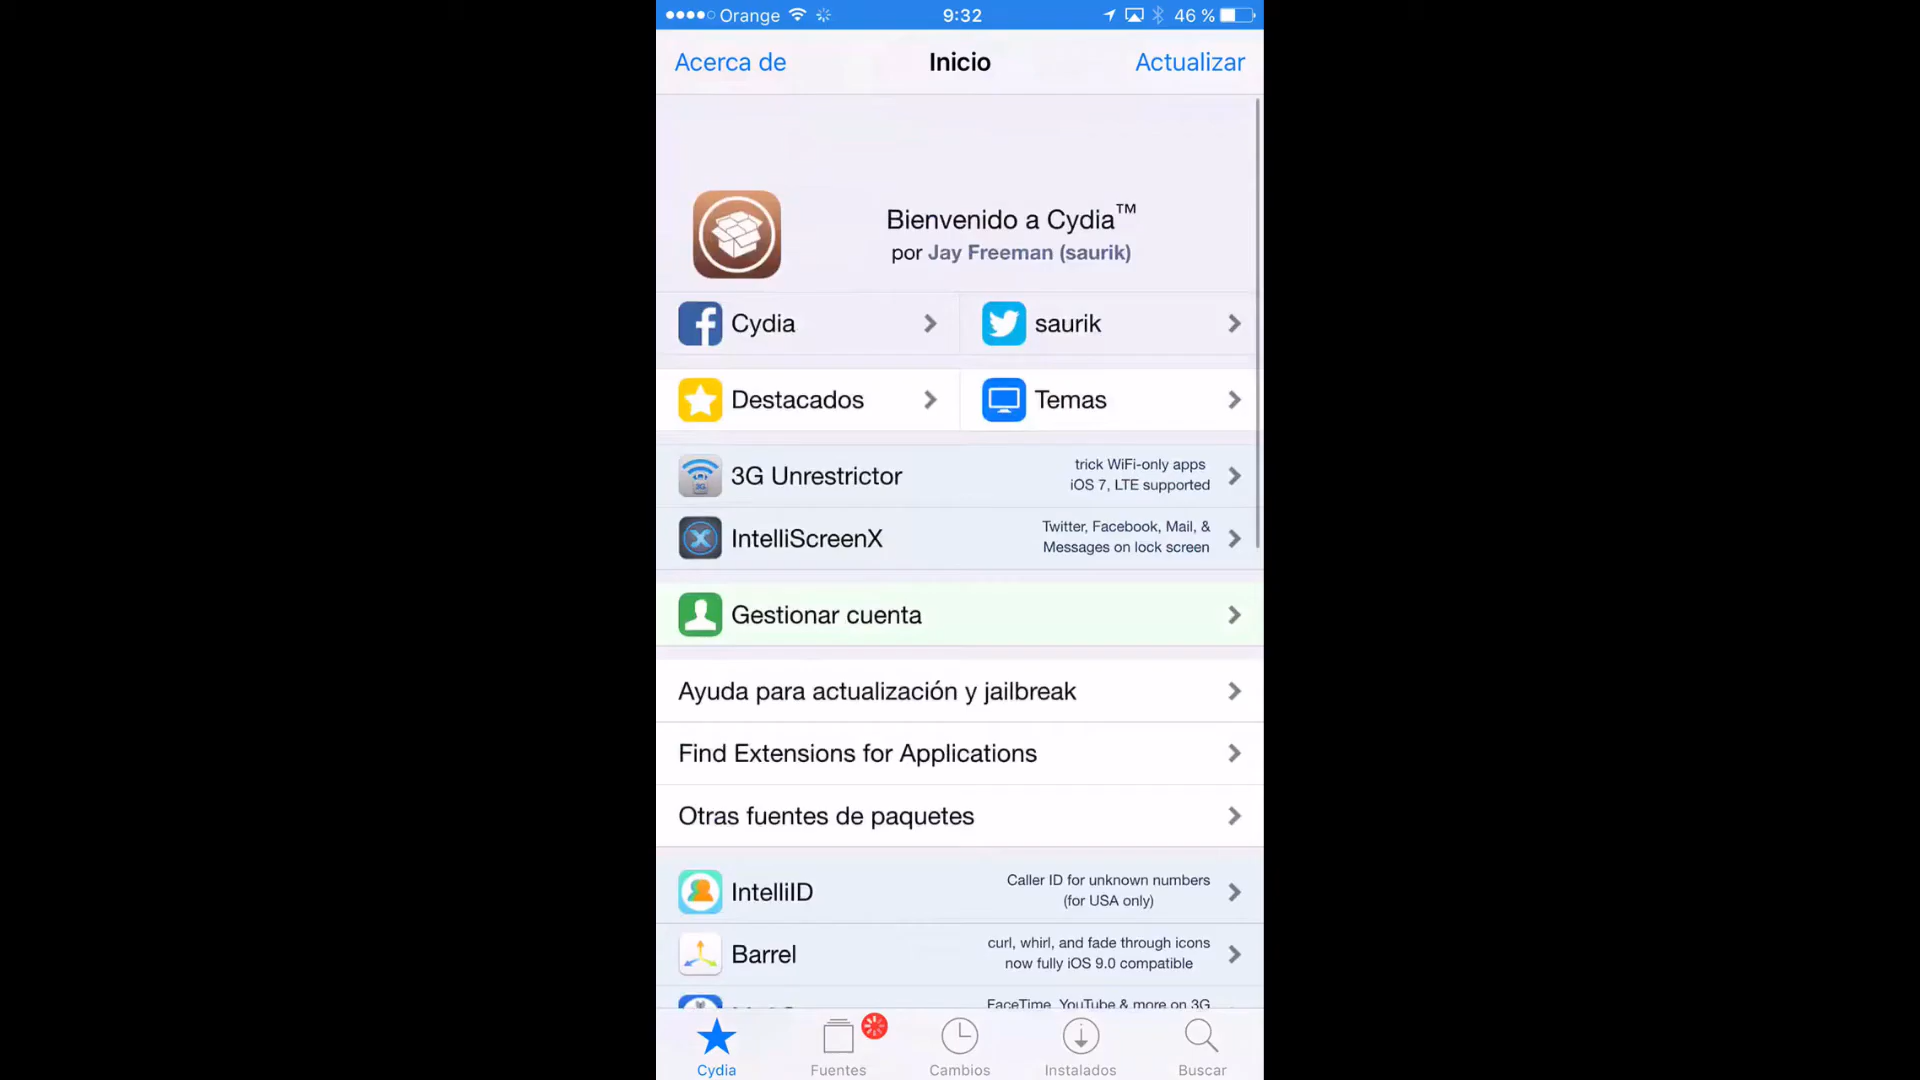 Orange 9:32 46 %
Acerca de Inicio Actualizar
Bienvenido a Cydia™
por Jay Freeman (saurik)
Cydia saurik
Destacados Temas
3G Unrestrictor
trick WiFi-only apps
iOS 7, LTE supported
IntelliScreenX
Twitter, Facebook, Mail, &
Messages on lock screen
Gestionar cuenta
Ayuda para actualización y jailbreak
Find Extensions for Applications
Otras fuentes de paquetes
IntelliID
Caller ID for unknown numbers
(for USA only)
Barrel
curl, whirl, and fade through icons
now fully iOS 9.0 compatible
FaceTime, YouTube & more on 3G
Cydia Fuentes Cambios Instalados Buscar